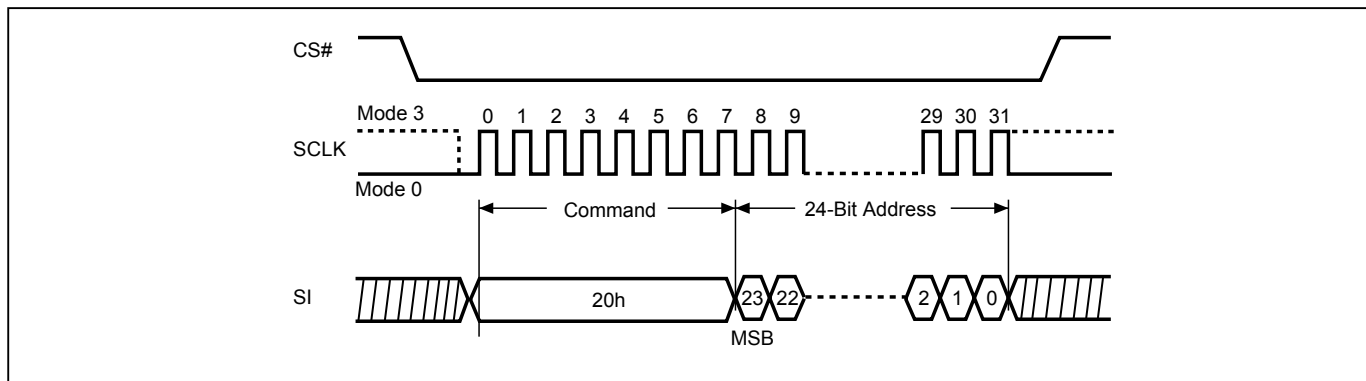 CS#
Mode 3
0 1 2 3 4 5 6 7 8 9 29 30 31
SCLK
Mode 0
Command 24-Bit Address
SI 20h 23 22 2 1 0
MSB